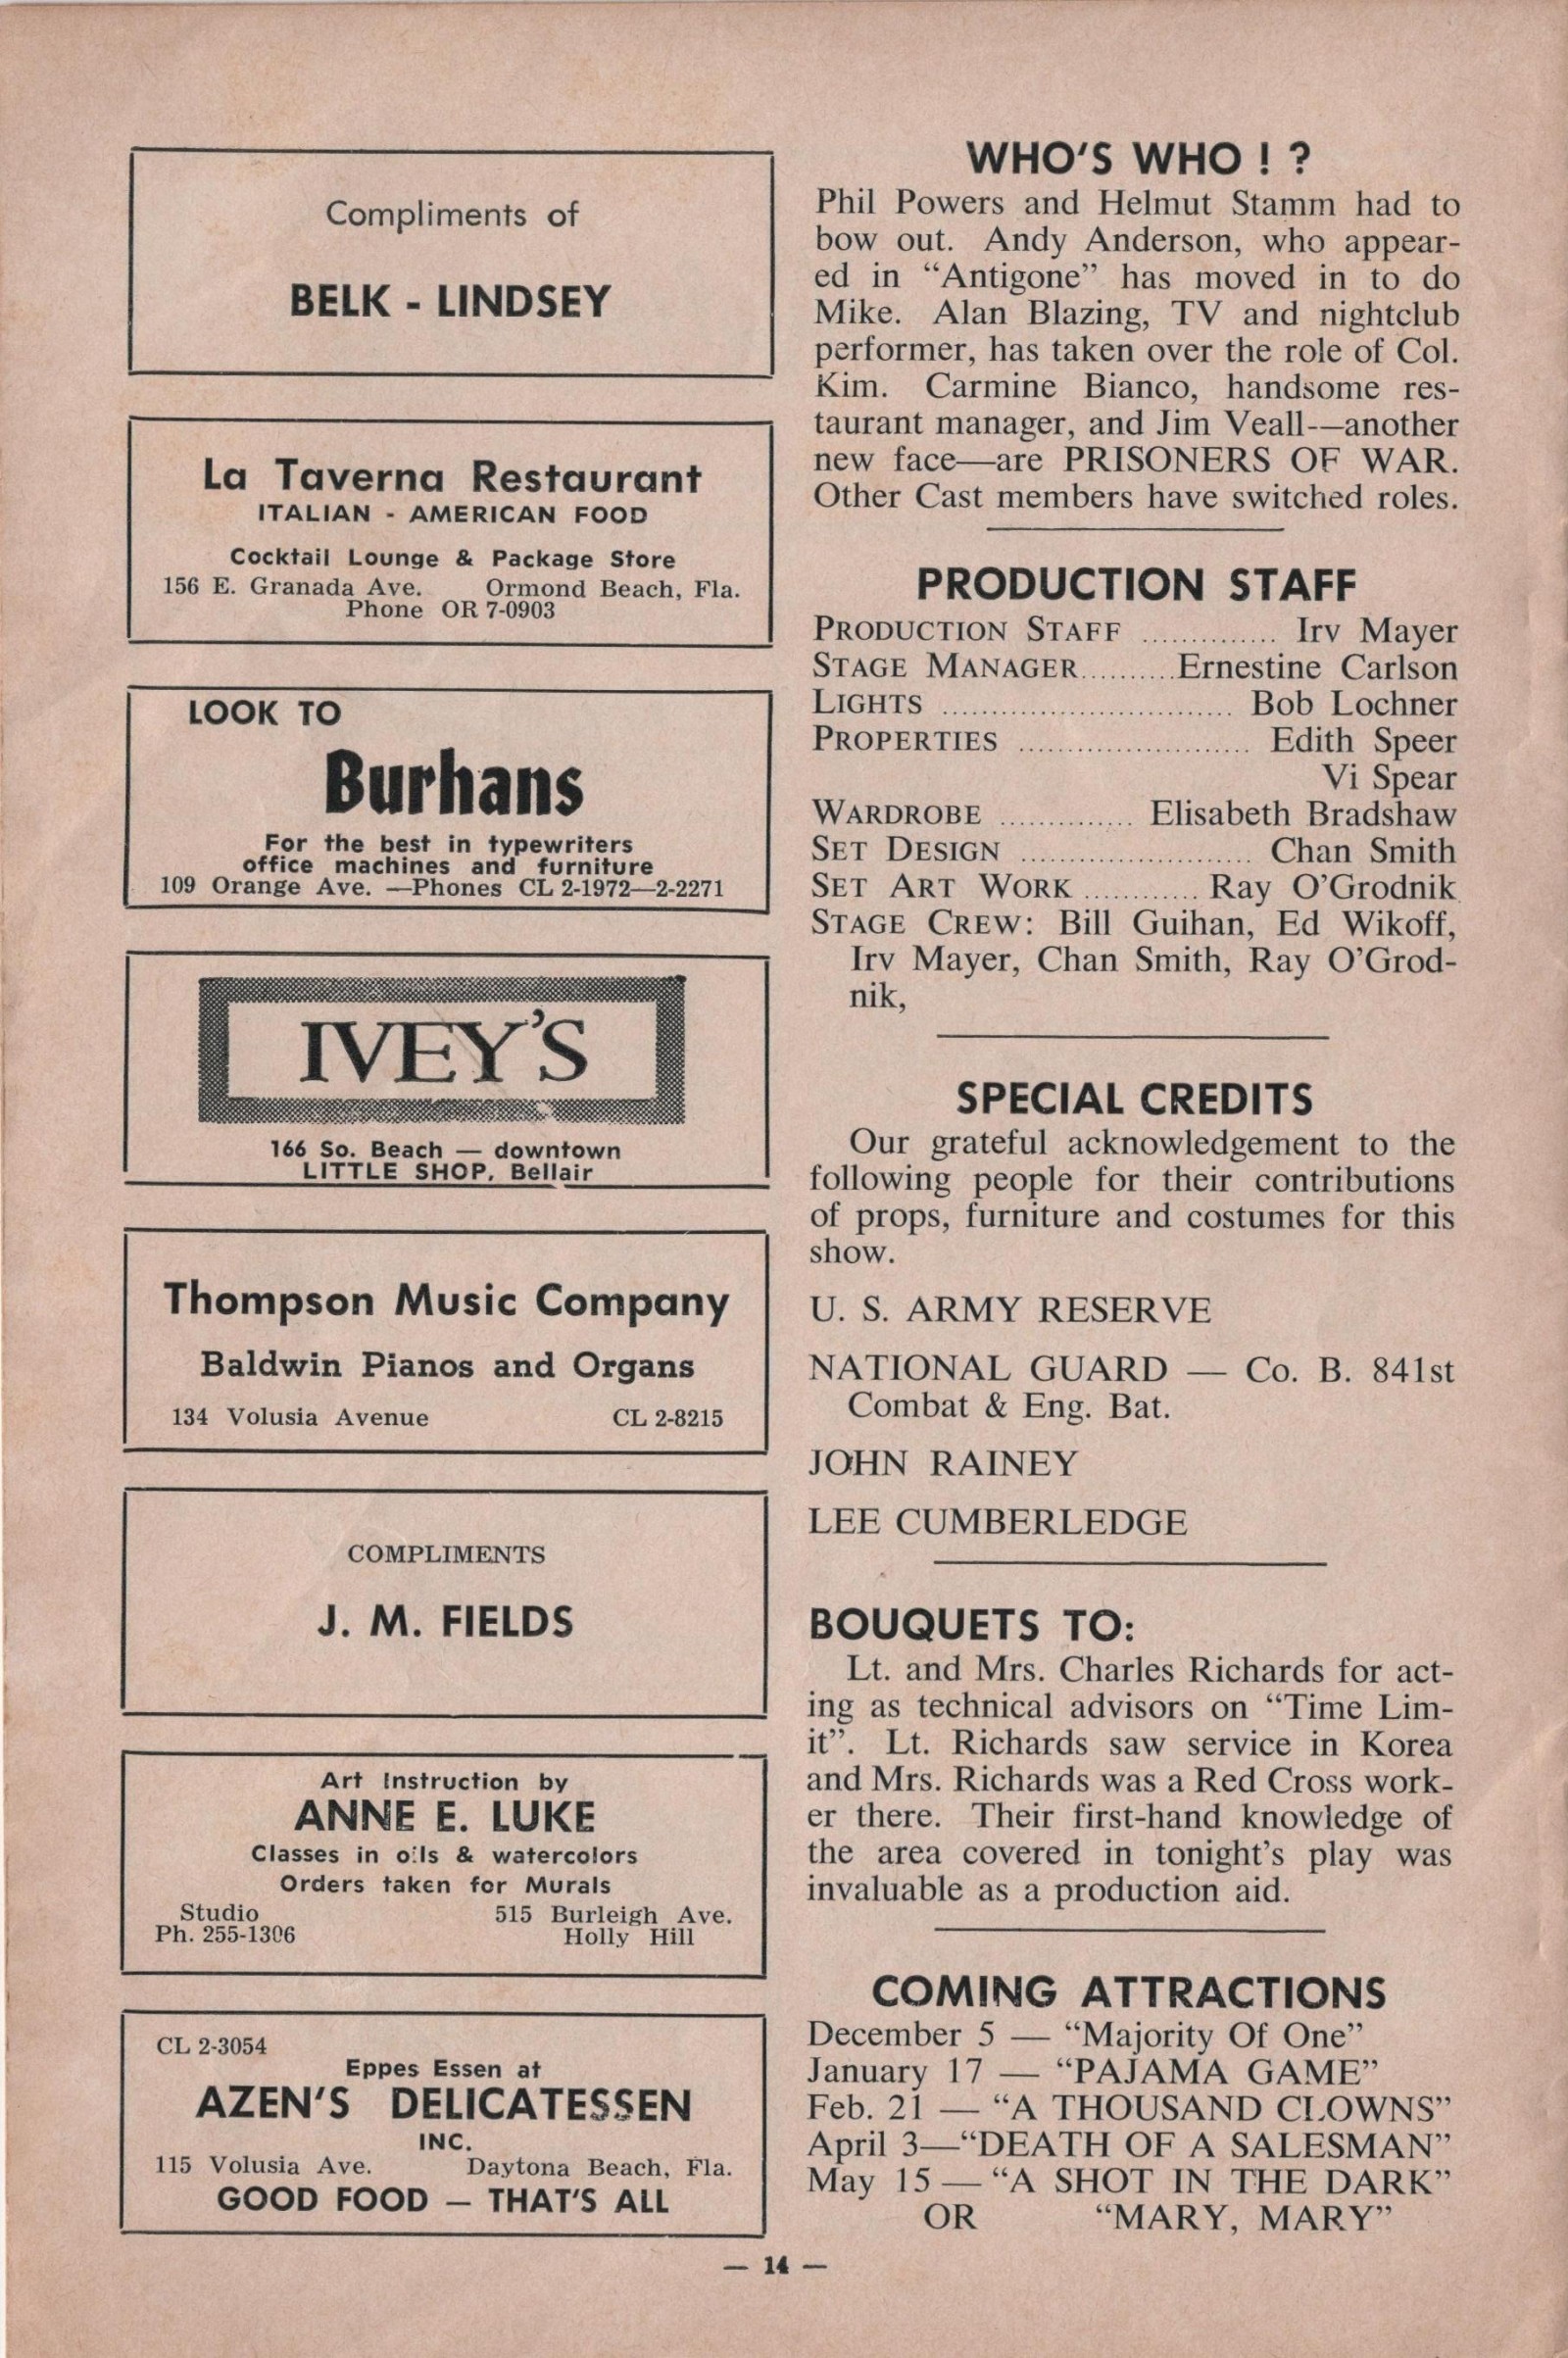 Compliments of
BELK - LINDSEY
La Taverna Restaurant
ITALIAN - AMERICAN FOOD
Cocktail Lounge & Package Store
156 E. Granada Ave. Ormond Beach, Fla.
Phone OR 7-0903
LOOK TO
Burhans
For the best in typewriters
office machines and furniture
109 Orange Ave. —Phones CL 2-1972—2-2271
IVEY'S
166 So. Beach — downtown
LITTLE SHOP, Bellair
Thompson Music Company
Baldwin Pianos and Organs
134 Volusia Avenue CL 2-8215
COMPLIMENTS
J. M. FIELDS
Art Instruction by
ANNE E. LUKE
Classes in oils & watercolors
Orders taken for Murals
Studio 515 Burleigh Ave.
Ph. 255-1306 Holly Hill
CL 2-3054
Eppes Essen at
AZEN'S DELICATESSEN
INC.
115 Volusia Ave. Daytona Beach, Fla.
GOOD FOOD — THAT'S ALL
WHO'S WHO ! ?
Phil Powers and Helmut Stamm had to
bow out. Andy Anderson, who appear-
ed in “Antigone” has moved in to do
Mike. Alan Blazing, TV and nightclub
performer, has taken over the role of Col.
Kim. Carmine Bianco, handsome res-
taurant manager, and Jim Veall-—another
new face—are PRISONERS OF WAR.
Other Cast members have switched roles.
PRODUCTION STAFF
PRODUCTION STAFF .............. Irv Mayer
STAGE MANAGER.......... Ernestine Carlson
LIGHTS .............................. Bob Lochner
PROPERTIES ........................ Edith Speer
Vi Spear
WARDROBE .............. Elisabeth Bradshaw
SET DESIGN ........................ Chan Smith
SET ART WORK ............ Ray O'Grodnik
STAGE CREW: Bill Guihan, Ed Wikoff,
Irv Mayer, Chan Smith, Ray O'Grod-
nik,
SPECIAL CREDITS
Our grateful acknowledgement to the
following people for their contributions
of props, furniture and costumes for this
show.
U. S. ARMY RESERVE
NATIONAL GUARD — Co. B. 841st
Combat & Eng. Bat.
JOHN RAINEY
LEE CUMBERLEDGE
BOUQUETS TO:
Lt. and Mrs. Charles Richards for act-
ing as technical advisors on “Time Lim-
it”. Lt. Richards saw service in Korea
and Mrs. Richards was a Red Cross work-
er there. Their first-hand knowledge of
the area covered in tonight's play was
invaluable as a production aid.
COMING ATTRACTIONS
December 5 — “Majority Of One”
January 17 — “PAJAMA GAME”
Feb. 21 — “A THOUSAND CLOWNS”
April 3—“DEATH OF A SALESMAN”
May 15 — “A SHOT IN THE DARK”
OR “MARY, MARY”
— 14 —